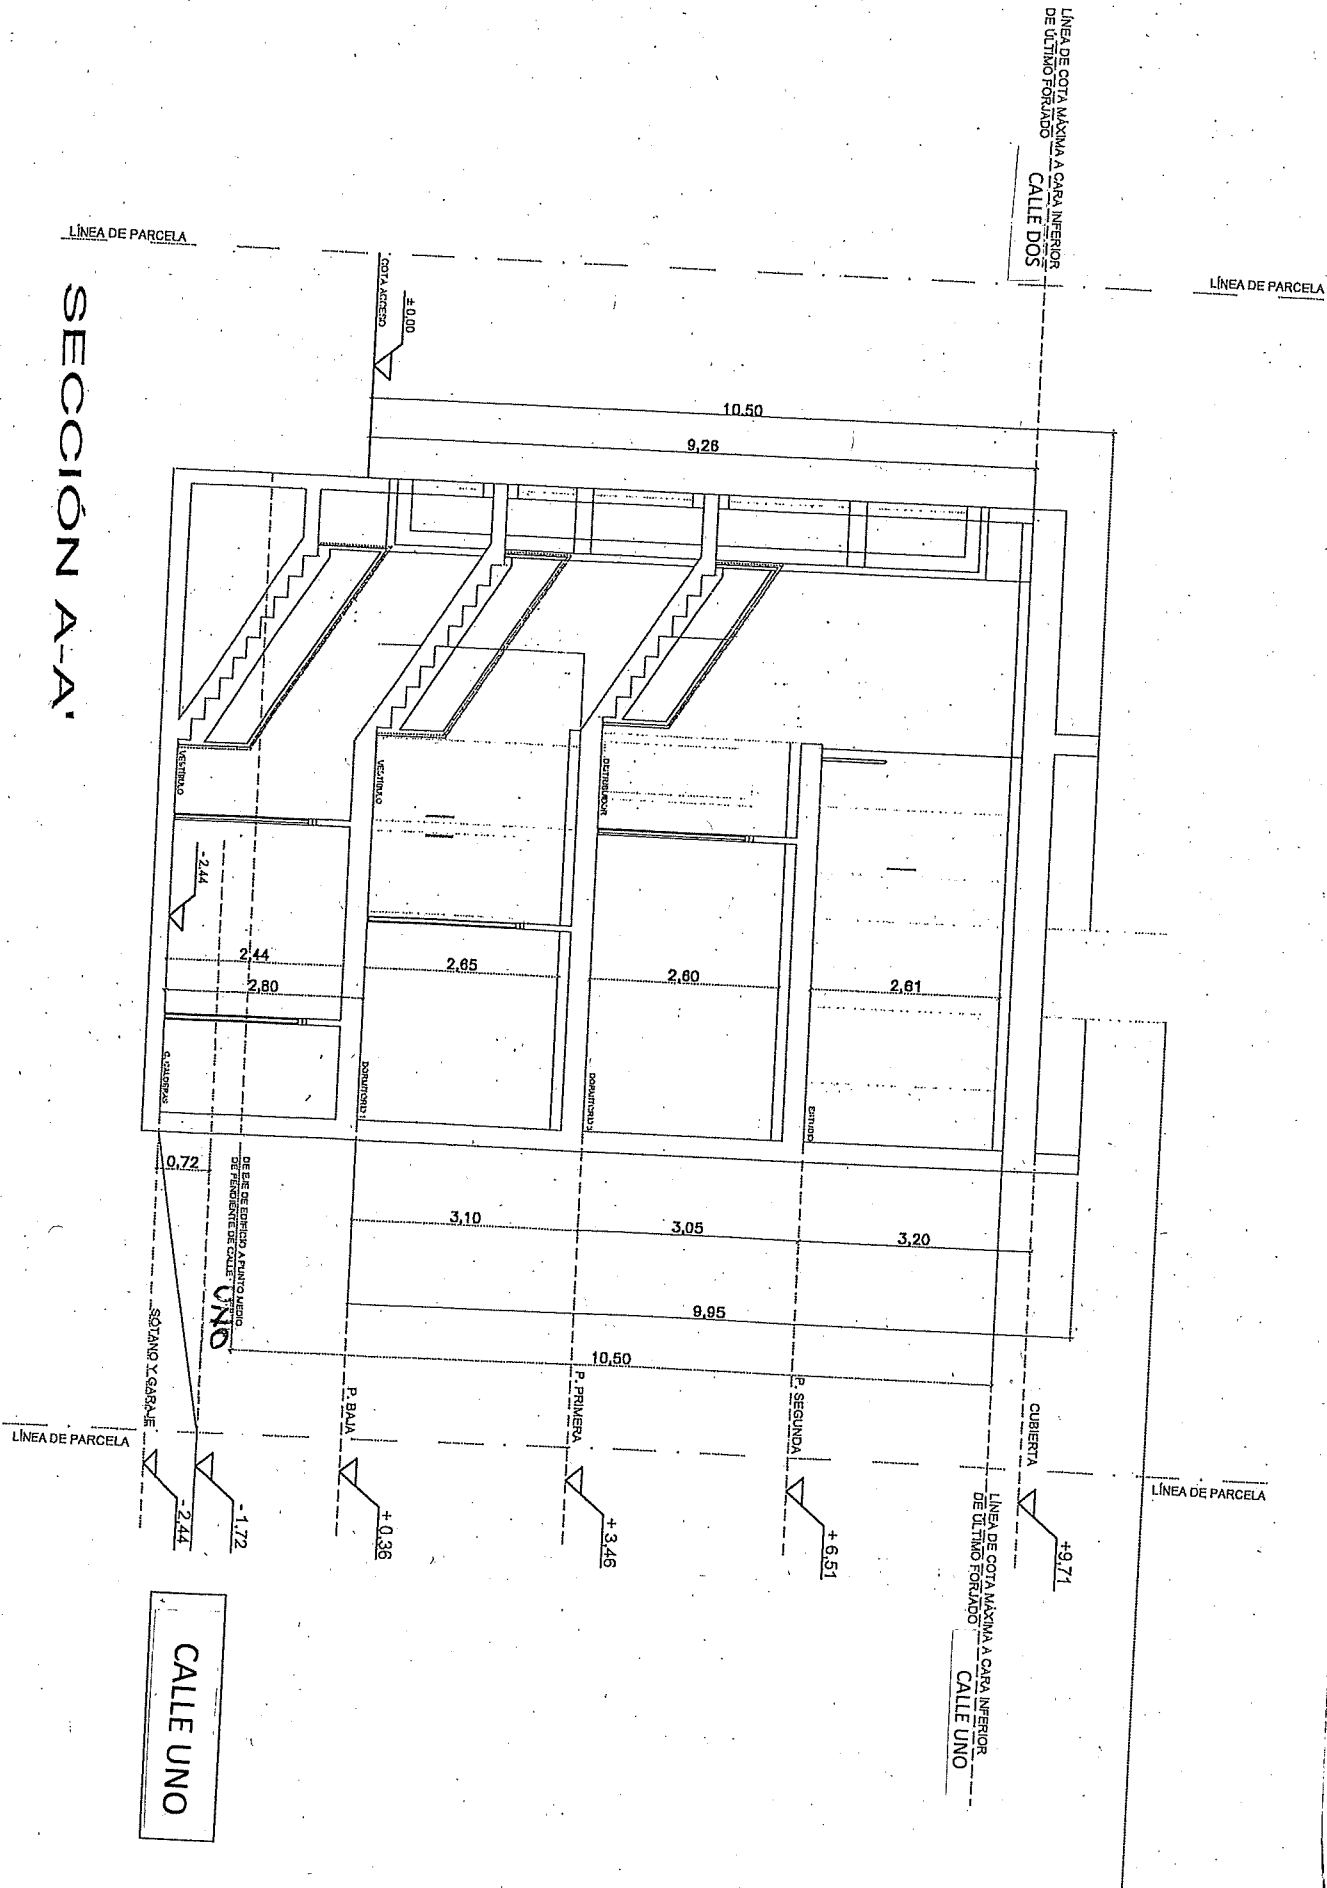 LÍNEA DE COTA MÁXIMA A CARA INFERIOR
DE ÚLTIMO FORJADO
CALLE DOS
LÍNEA DE PARCELA
LÍNEA DE PARCELA
COTA ACCESO
± 0,00
10,50
9,26
VESTÍBULO
VESTÍBULO
DISTRIBUIDOR
- 2,44
2,44
2,80
2,65
2,60
2,61
C. CALDERAS
DORMITORIO 1
DORMITORIO 3
ESTUDIO
0,72
DE EJE DE EDIFICIO A PUNTO MEDIO
DE PENDIENTE DE CALLE UNO
3,10
3,05
3,20
9,95
10,50
SÓTANO Y GARAJE
P. BAJA
P. PRIMERA
P. SEGUNDA
CUBIERTA
LÍNEA DE PARCELA
LÍNEA DE PARCELA
- 2,44
- 1,72
+ 0,36
+ 3,46
+ 6,51
+9,71
LÍNEA DE COTA MÁXIMA A CARA INFERIOR
DE ÚLTIMO FORJADO
CALLE UNO
CALLE UNO
SECCIÓN A-A'